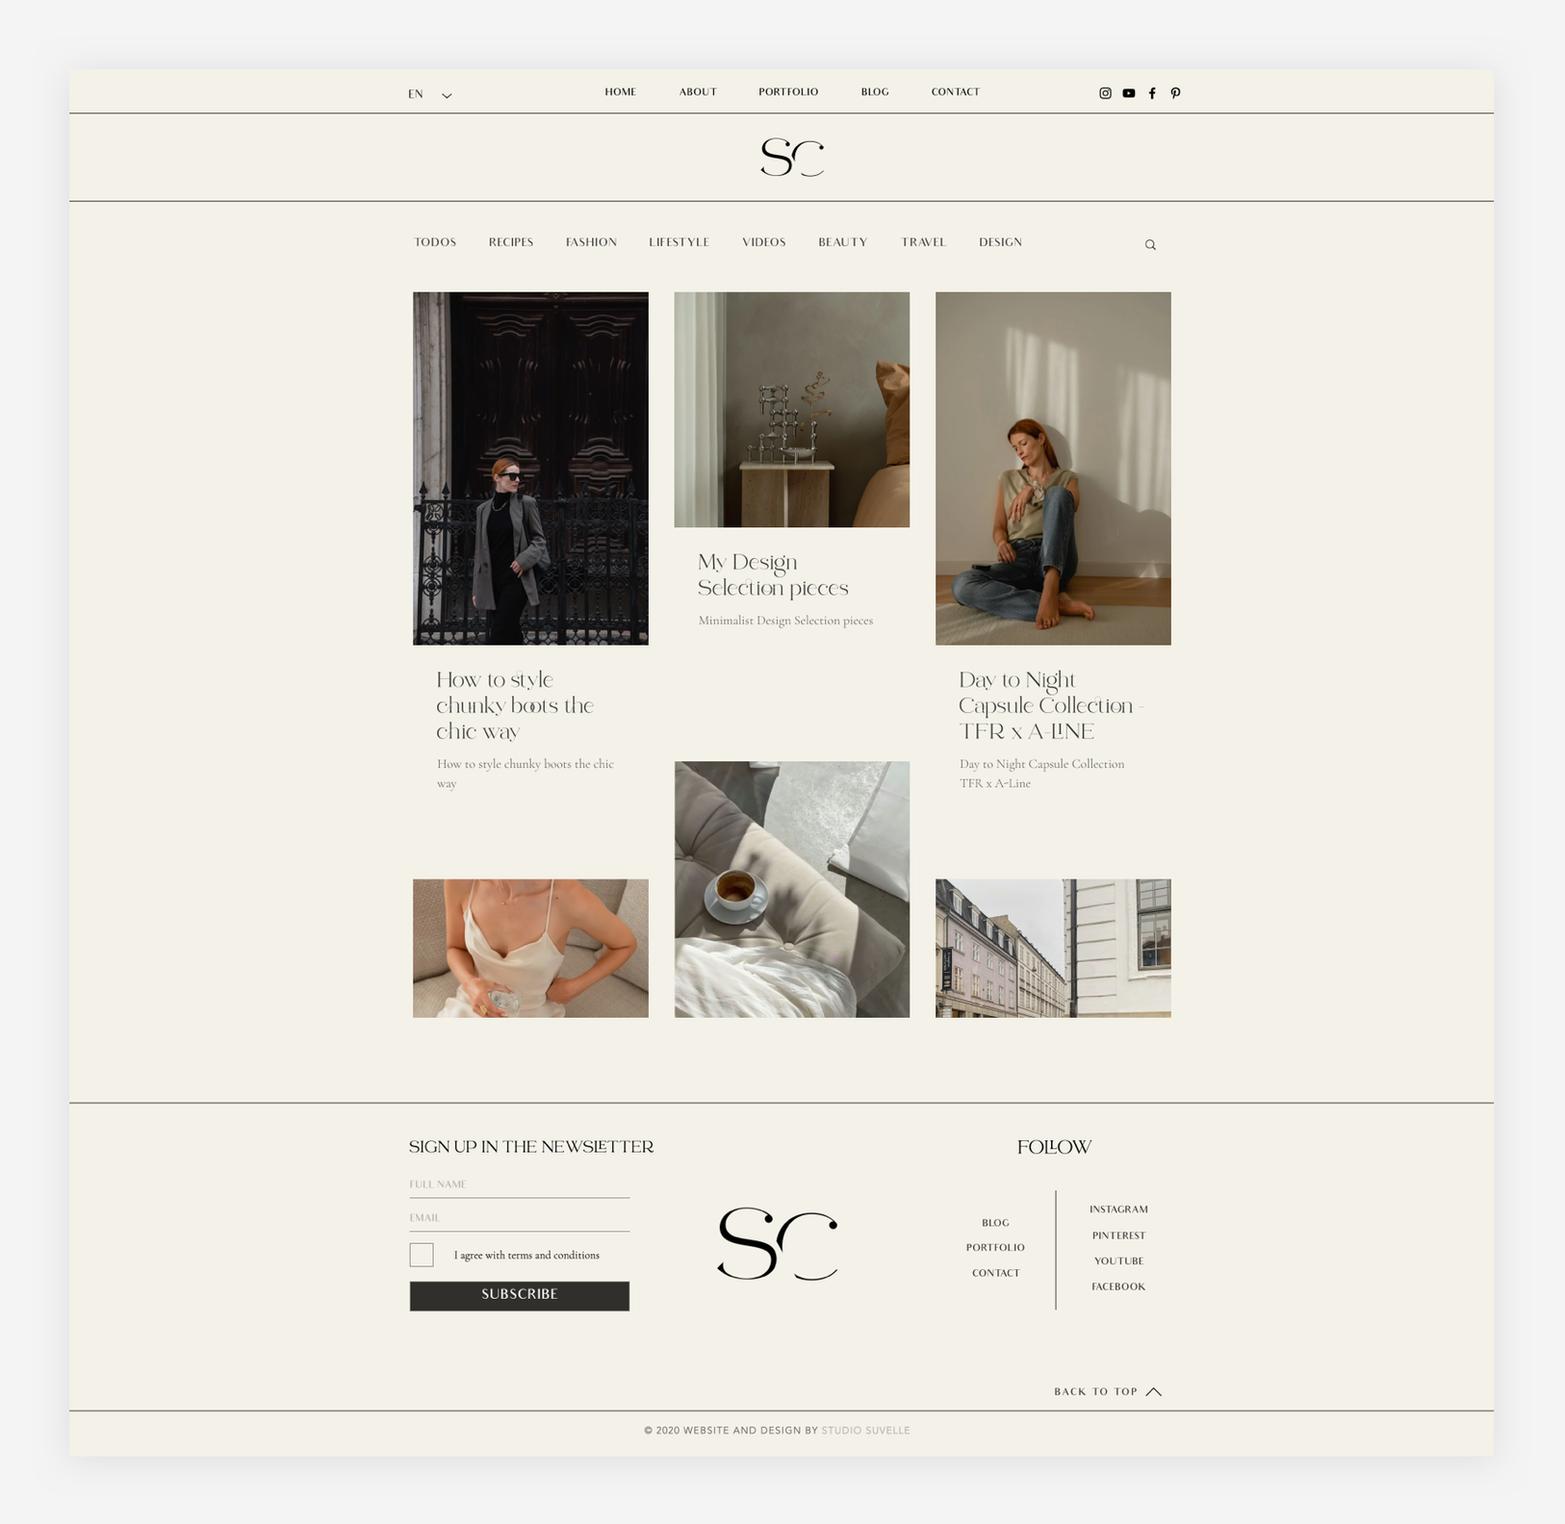 EN
HOME ABOUT PORTFOLIO BLOG CONTACT
SC
TODOS RECIPES FASHION LIFESTYLE VIDEOS BEAUTY TRAVEL DESIGN
How to style
chunky boots the
chic way
How to style chunky boots the chic
way
My Design
Selection pieces
Minimalist Design Selection pieces
Day to Night
Capsule Collection -
TFR x A-LINE
Day to Night Capsule Collection
TFR x A-Line
SIGN UP IN THE NEWSLETTER
FULL NAME
EMAIL
I agree with terms and conditions
SUBSCRIBE
SC
FOLLOW
BLOG
PORTFOLIO
CONTACT
INSTAGRAM
PINTEREST
YOUTUBE
FACEBOOK
BACK TO TOP
© 2020 WEBSITE AND DESIGN BY STUDIO SUVELLE